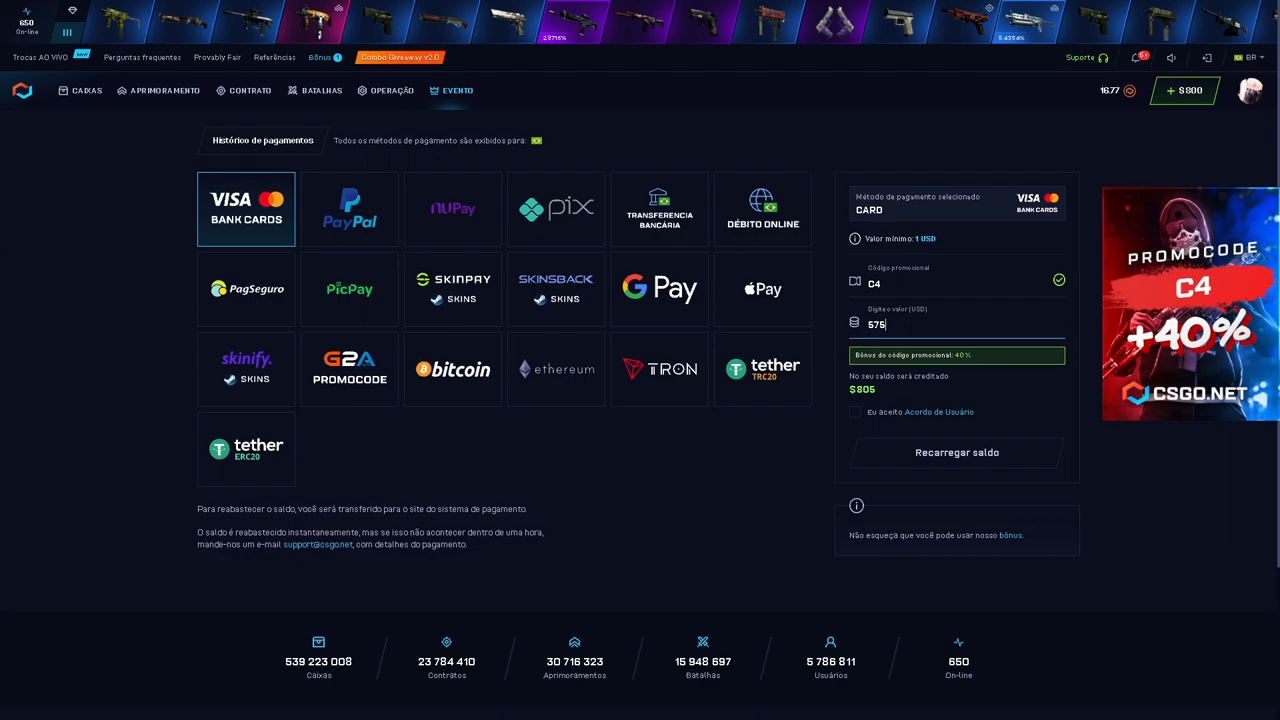 650
On-line
2.8716%
8.4354%
Trocas AO VIVO NEW
Perguntas frequentes
Provably Fair
Referências
Bônus 1
Combo Giveaway v2.0
Suporte
5+
BR
CAIXAS
APRIMORAMENTO
CONTRATO
BATALHAS
OPERAÇÃO
EVENTO
16.77
+ $800
Histórico de pagamentos
Todos os métodos de pagamento são exibidos para:
VISA
BANK CARDS
PayPal
nuPay
pix
TRANSFERENCIA
BANCÁRIA
DÉBITO ONLINE
PagSeguro
PicPay
SKINPAY
SKINS
SKINSBACK
SKINS
G Pay
Pay
skinify.
SKINS
G2A
PROMOCODE
bitcoin
ethereum
TRON
tether
TRC20
tether
ERC20
Para reabastecer o saldo, você será transferido para o site do sistema de pagamento.
O saldo é reabastecido instantaneamente, mas se isso não acontecer dentro de uma hora,
mande-nos um e-mail support@csgo.net, com detalhes do pagamento.
Método de pagamento selecionado
CARD
VISA
BANK CARDS
Valor mínimo: 1 USD
Código promocional
C4
Digite o valor (USD)
575
Bônus do código promocional: 40%
No seu saldo será creditado
$805
Eu aceito Acordo de Usuário
Recarregar saldo
Não esqueça que você pode usar nosso bônus.
PROMOCODE
C4
+40%
CSGO.NET
539 223 008
Caixas
23 784 410
Contratos
30 716 323
Aprimoramentos
15 948 697
Batalhas
5 786 811
Usuários
650
On-line